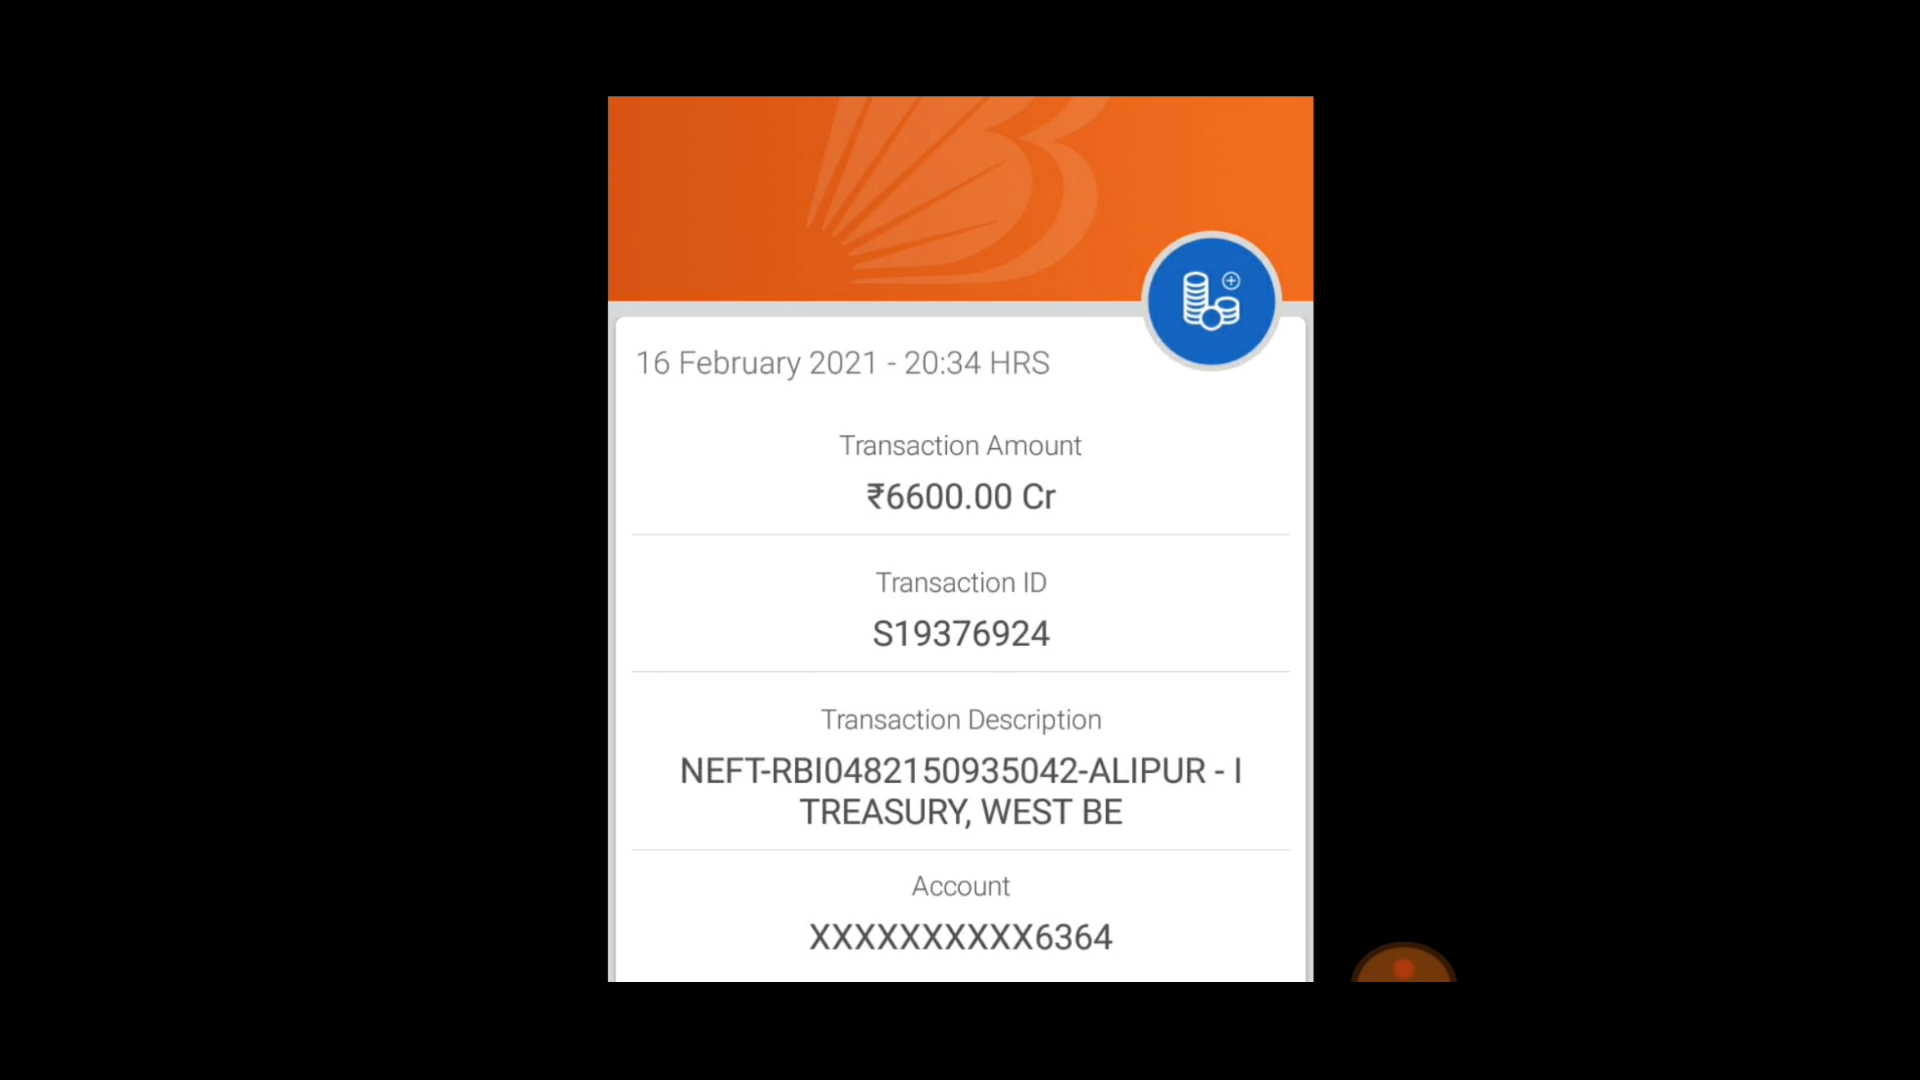 16 February 2021 - 20:34 HRS
Transaction Amount
₹6600.00 Cr
Transaction ID
S19376924
Transaction Description
NEFT-RBI0482150935042-ALIPUR - I
TREASURY, WEST BE
Account
XXXXXXXXXX6364